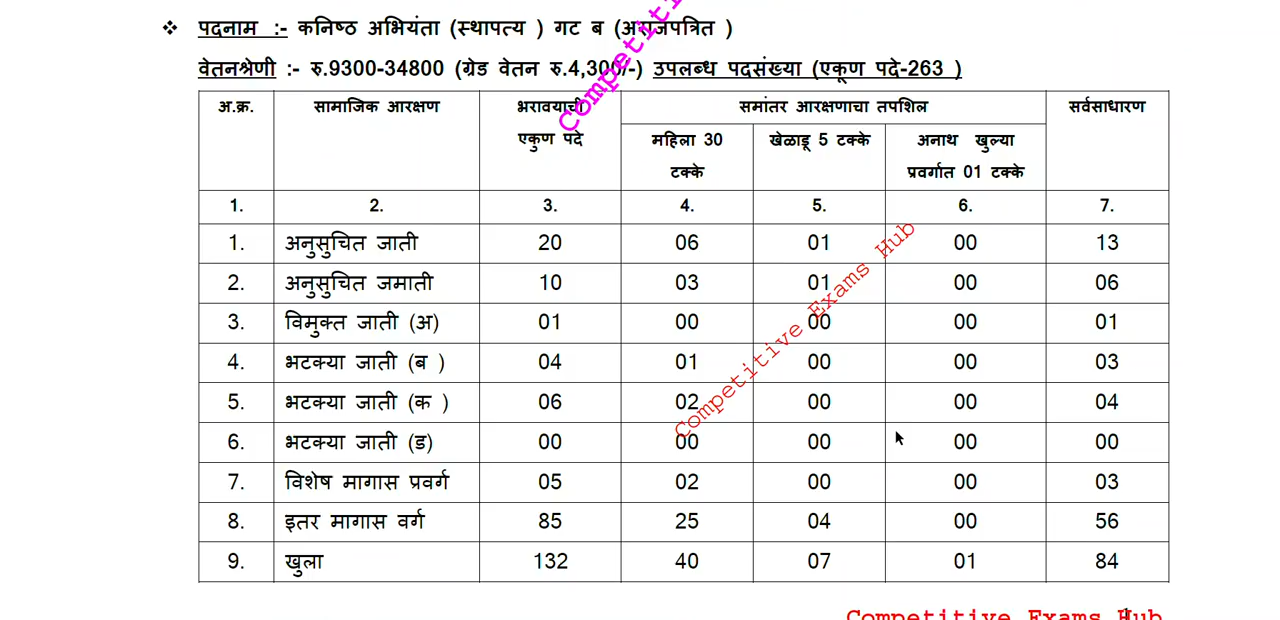 ❖ पदनाम :- कनिष्ठ अभियंता (स्थापत्य ) गट ब (अराजपत्रित )
वेतनश्रेणी :- रु.9300-34800 (ग्रेड वेतन रु.4,300/-) उपलब्ध पदसंख्या (एकूण पदे-263 )
अ.क्र. सामाजिक आरक्षण भरावयाची एकुण पदे समांतर आरक्षणाचा तपशिल सर्वसाधारण
महिला 30 टक्के खेळाडू 5 टक्के अनाथ खुल्या प्रवर्गात 01 टक्के
1. 2. 3. 4. 5. 6. 7.
1. अनुसुचित जाती 20 06 01 00 13
2. अनुसुचित जमाती 10 03 01 00 06
3. विमुक्त जाती (अ) 01 00 00 00 01
4. भटक्या जाती (ब ) 04 01 00 00 03
5. भटक्या जाती (क ) 06 02 00 00 04
6. भटक्या जाती (ड) 00 00 00 00 00
7. विशेष मागास प्रवर्ग 05 02 00 00 03
8. इतर मागास वर्ग 85 25 04 00 56
9. खुला 132 40 07 01 84
Competitive Exams Hub
Competitive Exams Hub